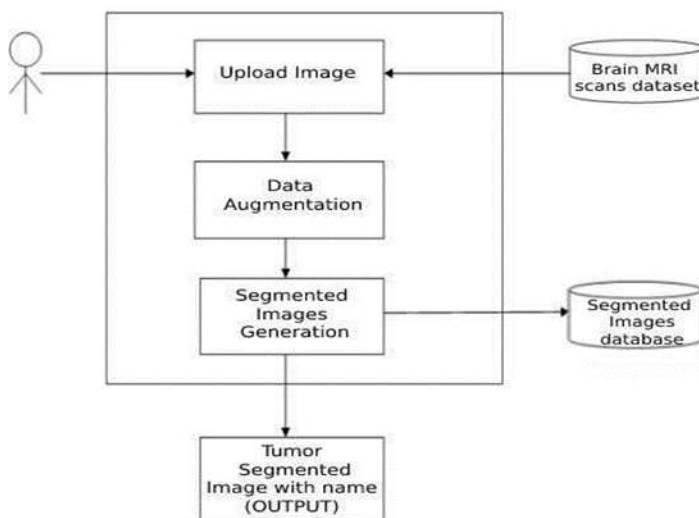 Upload Image
Brain MRI
scans dataset
Data
Augmentation
Segmented
Images
Generation
Segmented
Images
database
Tumor
Segmented
Image with name
(OUTPUT)